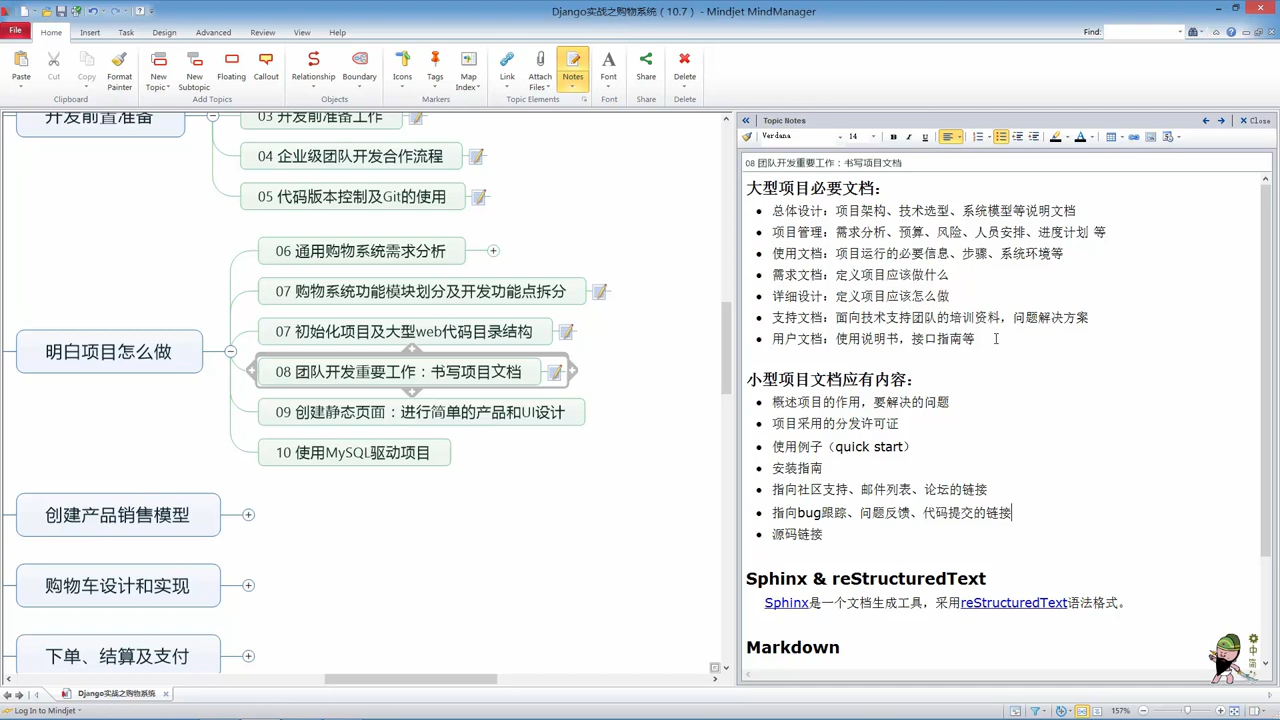 Django实战之购物系统（10.7） - Mindjet MindManager
File Home Insert Task Design Advanced Review View Help Find:
Paste Cut Copy Format Painter New Topic New Subtopic Floating Callout Relationship Boundary Icons Tags Map Index Link Attach Files Notes Font Share Delete
Clipboard Add Topics Objects Markers Topic Elements Font Share Delete
开发前置准备
03 开发前准备工作
04 企业级团队开发合作流程
05 代码版本控制及Git的使用
明白项目怎么做
06 通用购物系统需求分析
07 购物系统功能模块划分及开发功能点拆分
07 初始化项目及大型web代码目录结构
08 团队开发重要工作：书写项目文档
09 创建静态页面：进行简单的产品和UI设计
10 使用MySQL驱动项目
创建产品销售模型
购物车设计和实现
下单、结算及支付
Topic Notes Close
Verdana 14
08 团队开发重要工作：书写项目文档
大型项目必要文档：
• 总体设计：项目架构、技术选型、系统模型等说明文档
• 项目管理：需求分析、预算、风险、人员安排、进度计划 等
• 使用文档：项目运行的必要信息、步骤、系统环境等
• 需求文档：定义项目应该做什么
• 详细设计：定义项目应该怎么做
• 支持文档：面向技术支持团队的培训资料，问题解决方案
• 用户文档：使用说明书，接口指南等
小型项目文档应有内容：
• 概述项目的作用，要解决的问题
• 项目采用的分发许可证
• 使用例子（quick start）
• 安装指南
• 指向社区支持、邮件列表、论坛的链接
• 指向bug跟踪、问题反馈、代码提交的链接
• 源码链接
Sphinx & reStructuredText
Sphinx是一个文档生成工具，采用reStructuredText语法格式。
Markdown
Django实战之购物系统
Log In to Mindjet
157%
中
简